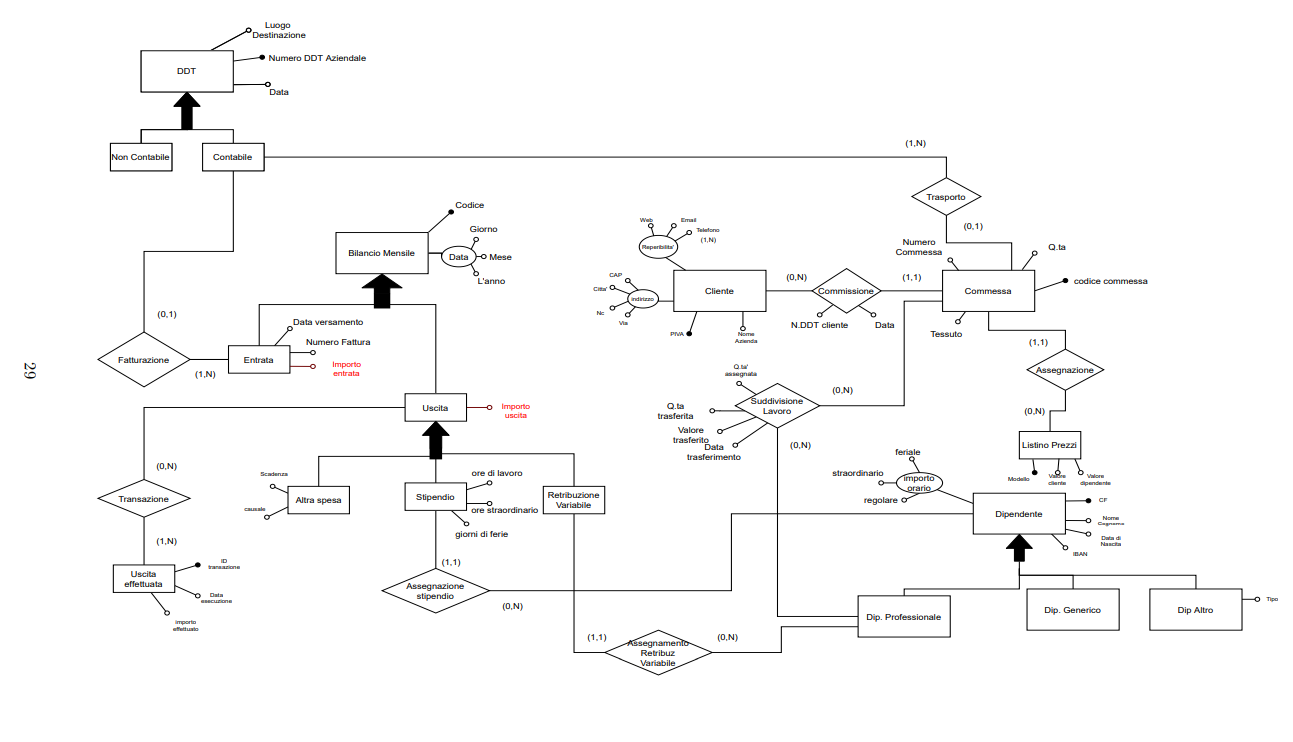 Luogo
Destinazione
Numero DDT Aziendale
DDT
Data
Non Contabile
Contabile
(1,N)
Trasporto
(0,1)
Codice
Giorno
Bilancio Mensile
Data
Mese
L'anno
Web
Email
Telefono
(1,N)
Reperibilita'
CAP
Citta'
indirizzo
Nc
Via
Cliente
PIVA
Nome
Azienda
(0,N)
Commissione
(1,1)
N.DDT cliente
Data
Numero
Commessa
Q.ta
Commessa
codice commessa
Tessuto
(0,1)
Fatturazione
(1,N)
Data versamento
Numero Fattura
Entrata
Importo
entrata
(1,1)
Assegnazione
(0,N)
Listino Prezzi
Modello
Valore
cliente
Valore
dipendente
29
Uscita
Importo
uscita
Q.ta'
assegnata
Suddivisione
Lavoro
(0,N)
Q.ta
trasferita
Valore
trasferito
Data
trasferimento
(0,N)
feriale
straordinario
importo
orario
regolare
Dipendente
CF
Nome
Cognome
Data di
Nascita
IBAN
(0,N)
Transazione
(1,N)
Scadenza
causale
Altra spesa
Stipendio
ore di lavoro
ore straordinario
giorni di ferie
Retribuzione
Variabile
Uscita
effettuata
ID
transazione
Data
esecuzione
importo
effettuato
(1,1)
Assegnazione
stipendio
(0,N)
Dip. Professionale
Dip. Generico
Dip Altro
Tipo
(1,1)
Assegnamento
Retribuz
Variabile
(0,N)